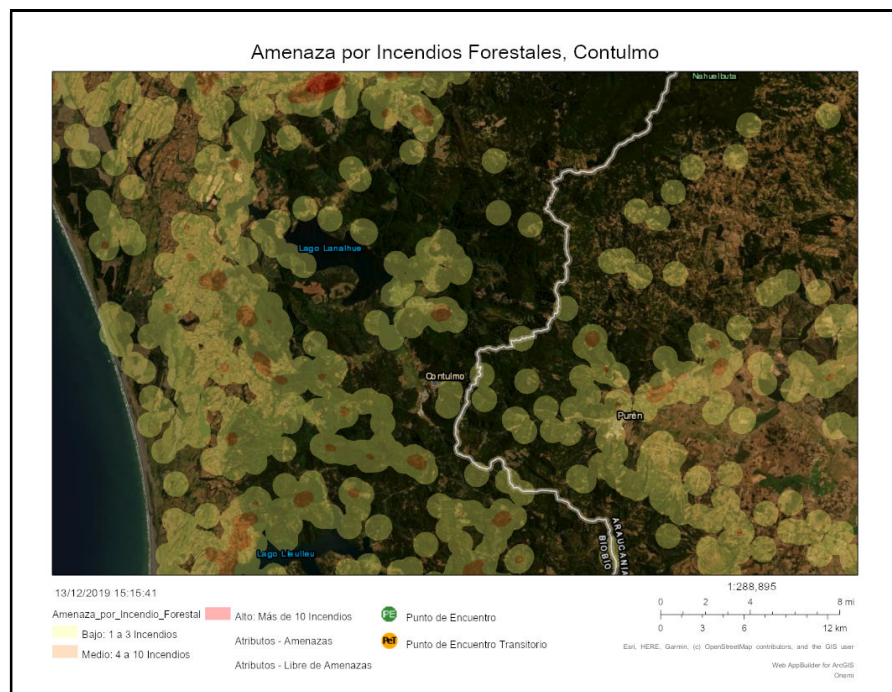 Amenaza por Incendios Forestales, Contulmo
Nahuelbuta
Lago Lanalhue
Contulmo
Purén
ARAUCANIA
BIOBIO
Lago Lleulleu
13/12/2019 15:15:41
Amenaza_por_Incendio_Forestal
Bajo: 1 a 3 Incendios
Medio: 4 a 10 Incendios
Alto: Más de 10 Incendios
Atributos - Amenazas
Atributos - Libre de Amenazas
PE Punto de Encuentro
PeT Punto de Encuentro Transitorio
1:288,895
0 2 4 8 mi
0 3 6 12 km
Esri, HERE, Garmin, (c) OpenStreetMap contributors, and the GIS user
Web AppBuilder for ArcGIS
Onemi